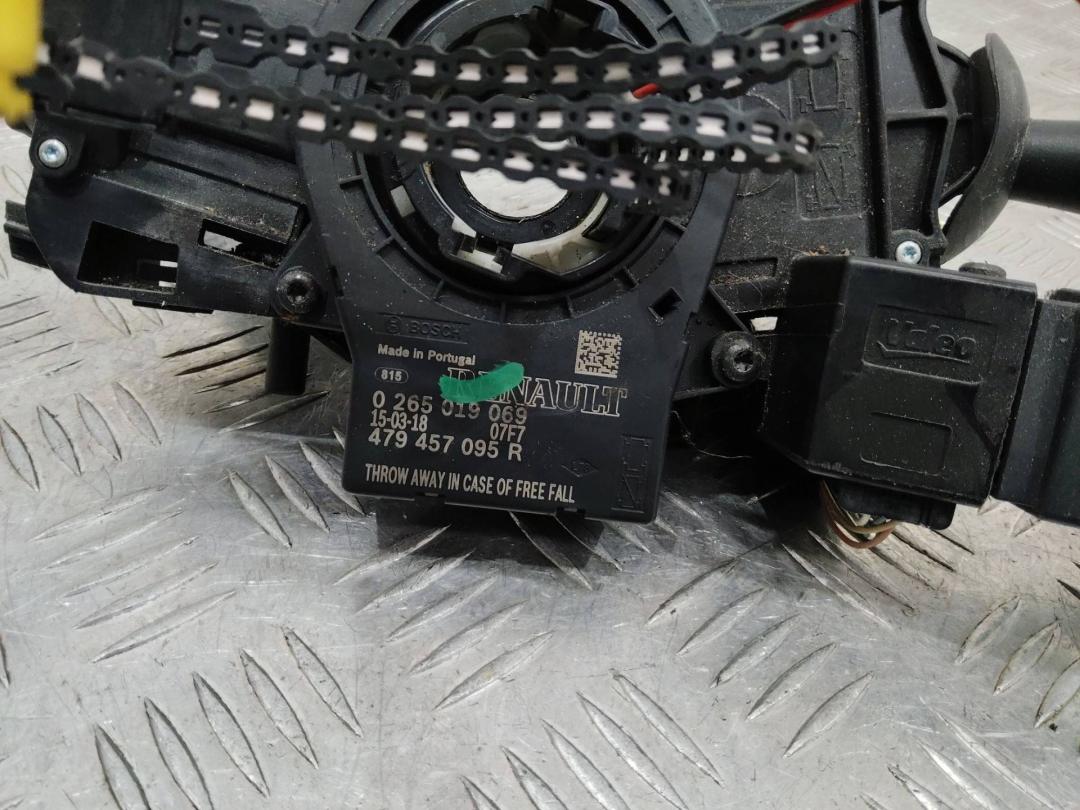 BOSCH
Made in Portugal
815
RENAULT
0 265 019 069
15-03-18 07F7
479 457 095 R
THROW AWAY IN CASE OF FREE FALL
Valeo